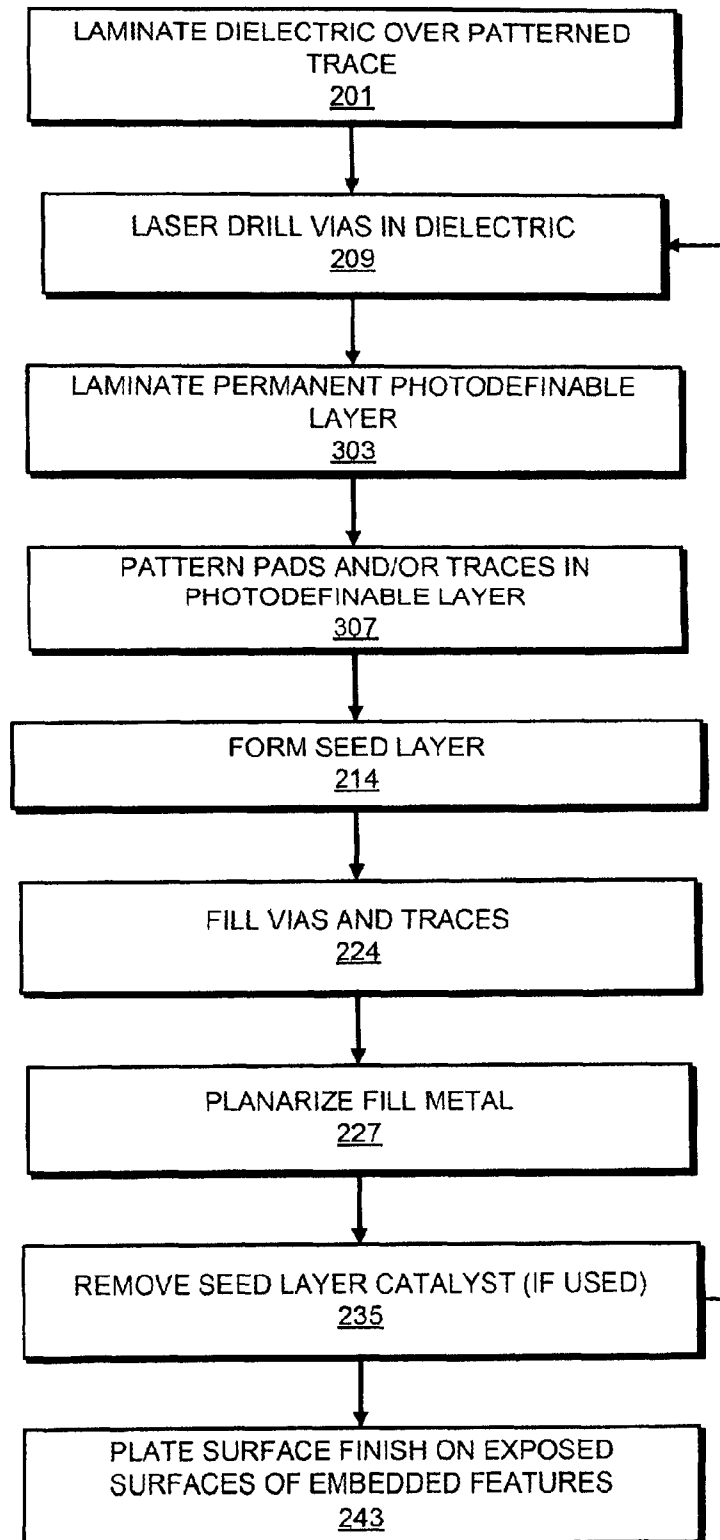 LAMINATE DIELECTRIC OVER PATTERNED
TRACE
201
LASER DRILL VIAS IN DIELECTRIC
209
LAMINATE PERMANENT PHOTODEFINABLE
LAYER
303
PATTERN PADS AND/OR TRACES IN
PHOTODEFINABLE LAYER
307
FORM SEED LAYER
214
FILL VIAS AND TRACES
224
PLANARIZE FILL METAL
227
REMOVE SEED LAYER CATALYST (IF USED)
235
PLATE SURFACE FINISH ON EXPOSED
SURFACES OF EMBEDDED FEATURES
243